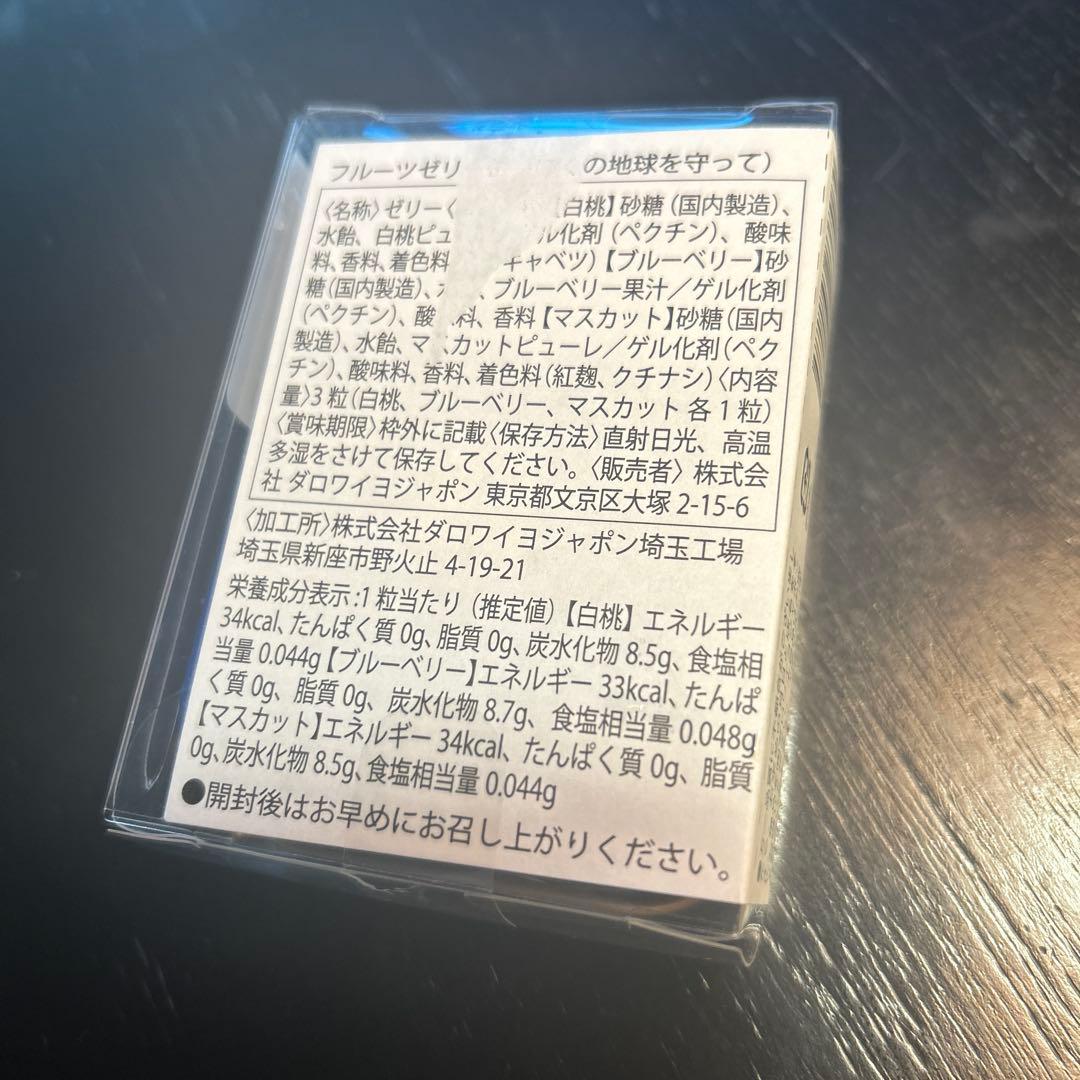 フルーツゼリ の地球を守って）
〈名称〉ゼリー〈 【白桃】砂糖（国内製造）、
水飴、白桃ピュ ル化剤（ペクチン）、酸味
料、香料、着色料 キャベツ）【ブルーベリー】砂
糖（国内製造）、 、ブルーベリー果汁／ゲル化剤
（ペクチン）、酸 料、香料【マスカット】砂糖（国内
製造）、水飴、マスカットピューレ／ゲル化剤（ペク
チン）、酸味料、香料、着色料（紅麹、クチナシ）〈内容
量〉3粒（白桃、ブルーベリー、マスカット 各1粒）
〈賞味期限〉枠外に記載〈保存方法〉直射日光、高温
多湿をさけて保存してください。〈販売者〉株式会
社 ダロワイヨジャポン 東京都文京区大塚 2-15-6
〈加工所〉株式会社ダロワイヨジャポン埼玉工場
埼玉県新座市野火止 4-19-21
栄養成分表示:1粒当たり（推定値）【白桃】エネルギー
34kcal、たんぱく質 0g、脂質 0g、炭水化物 8.5g、食塩相
当量 0.044g【ブルーベリー】エネルギー 33kcal、たんぱ
く質 0g、脂質 0g、炭水化物 8.7g、食塩相当量 0.048g
【マスカット】エネルギー 34kcal、たんぱく質 0g、脂質
0g、炭水化物 8.5g、食塩相当量 0.044g
●開封後はお早めにお召し上がりください。